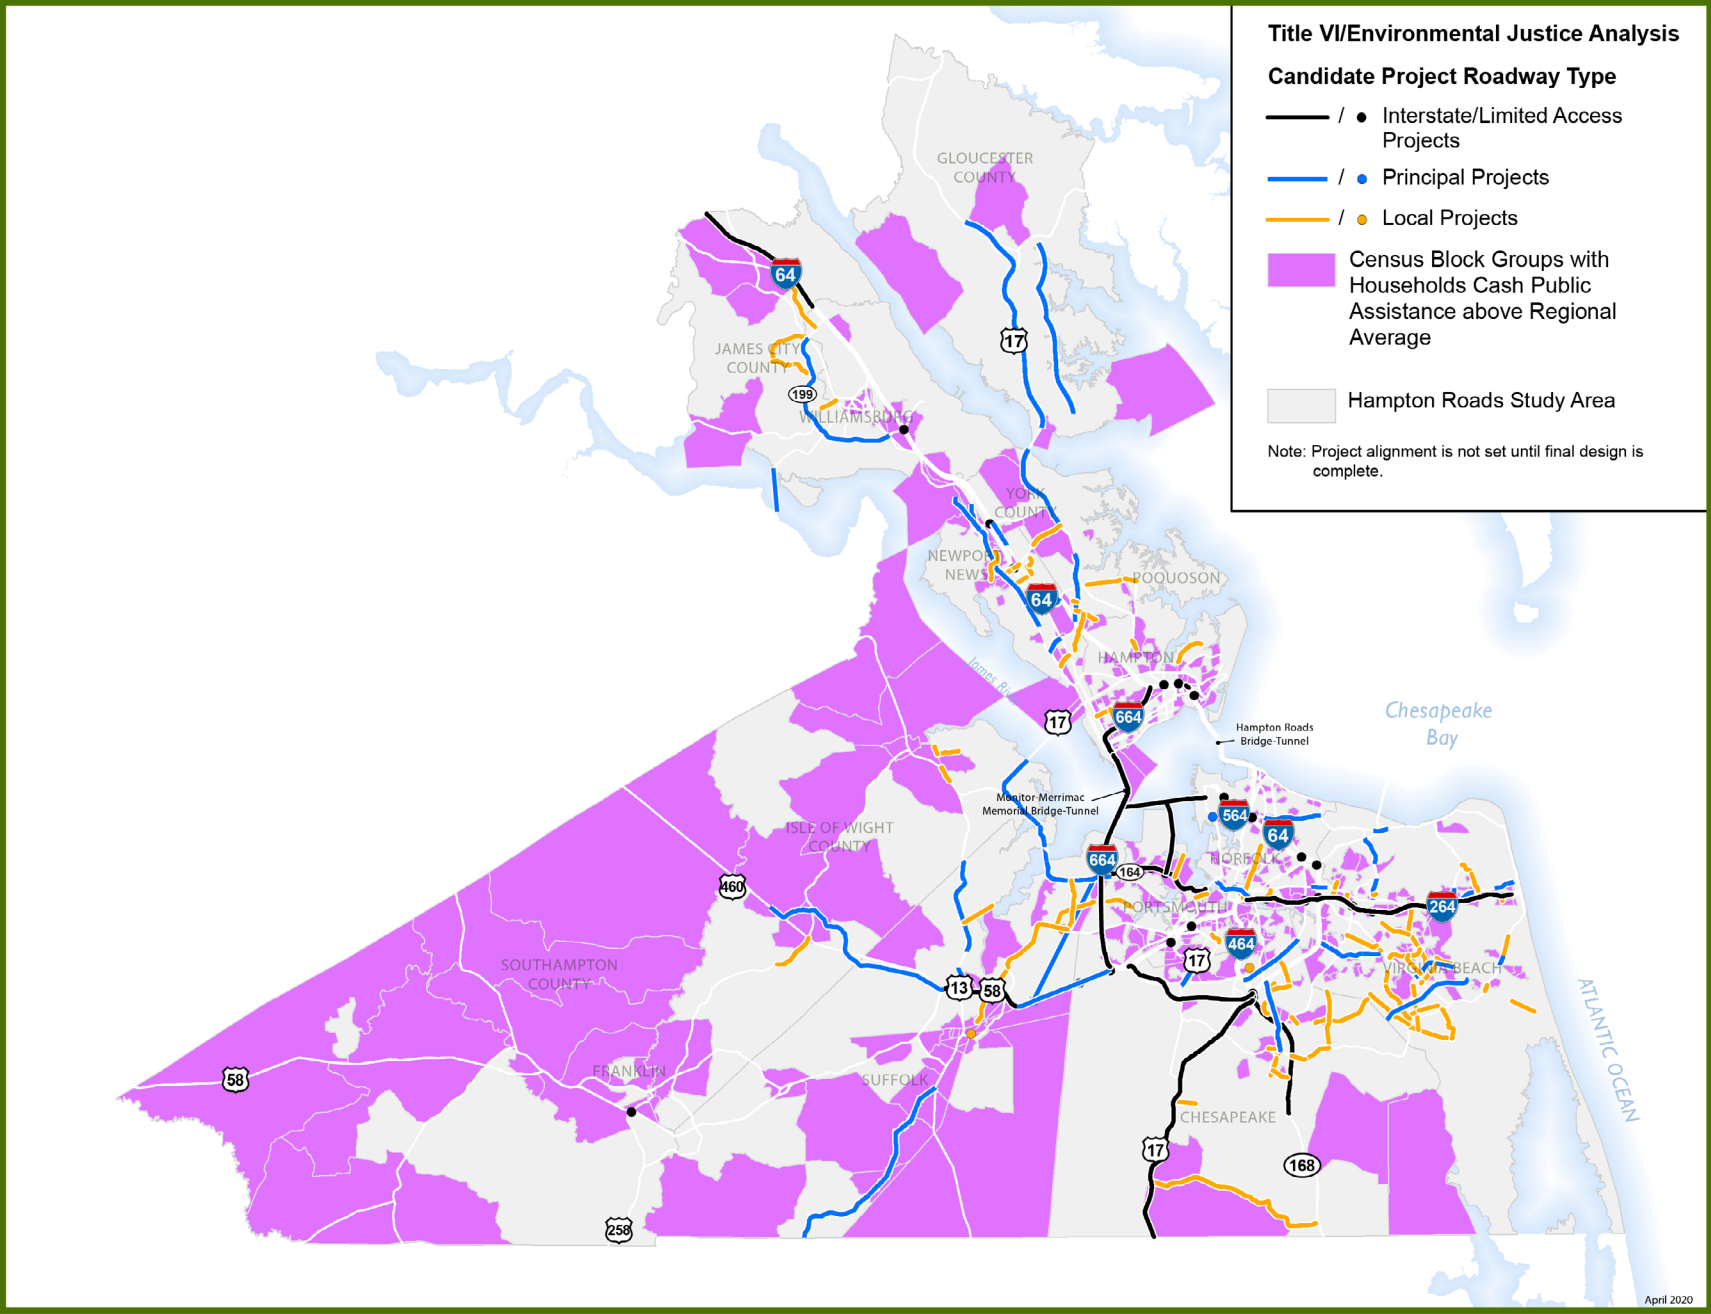 Title VI/Environmental Justice Analysis
Candidate Project Roadway Type
/ Interstate/Limited Access
Projects
/ Principal Projects
/ Local Projects
Census Block Groups with
Households Cash Public
Assistance above Regional
Average
Hampton Roads Study Area
Note: Project alignment is not set until final design is
complete.
GLOUCESTER
COUNTY
64
17
JAMES CITY
COUNTY
199
WILLIAMSBURG
YORK
COUNTY
NEWPORT
NEWS
POQUOSON
64
HAMPTON
James River
17
664
Hampton Roads
Bridge-Tunnel
Chesapeake
Bay
Monitor-Merrimac
Memorial Bridge-Tunnel
564
64
ISLE OF WIGHT
COUNTY
664
164
NORFOLK
460
PORTSMOUTH
264
464
17
SOUTHAMPTON
COUNTY
VIRGINIA BEACH
13
58
ATLANTIC OCEAN
58
FRANKLIN
SUFFOLK
CHESAPEAKE
17
168
258
April 2020